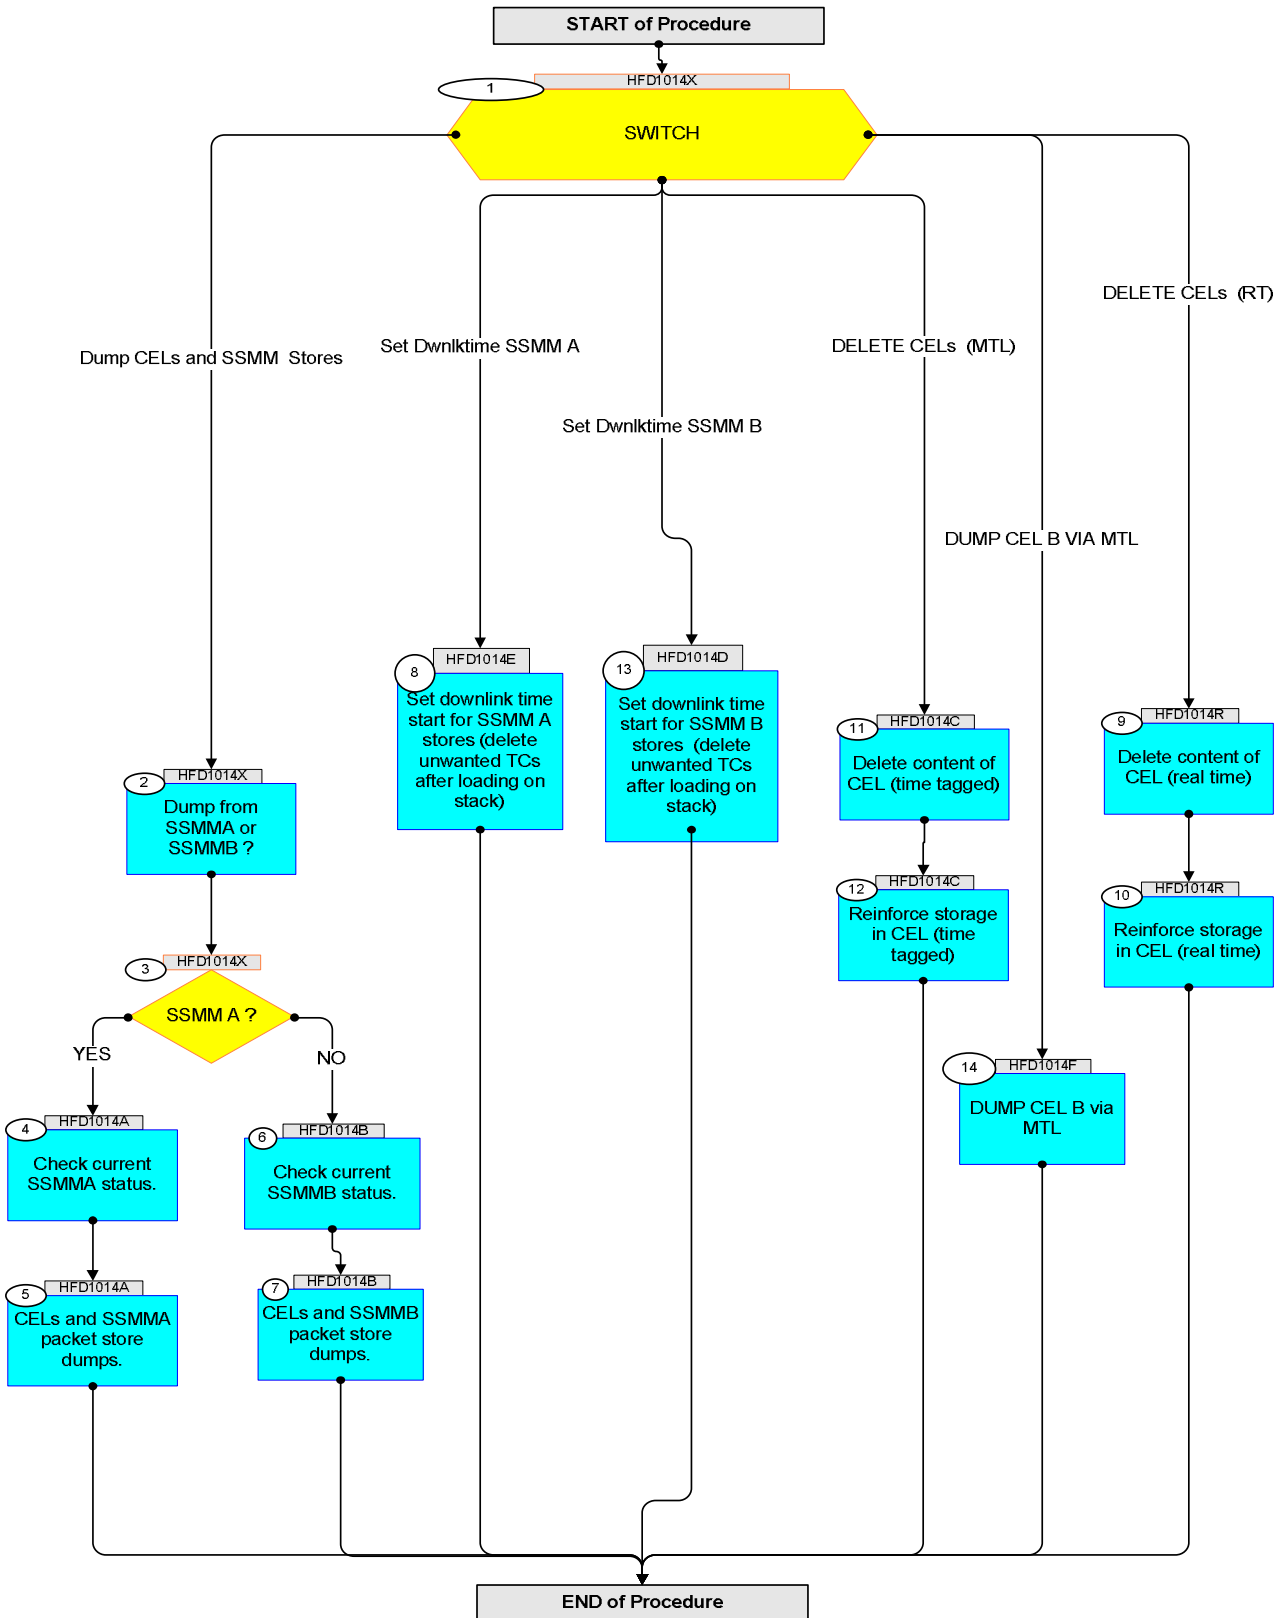 START of Procedure
HFD1014X
1
SWITCH
DELETE CELs (RT)
Set Dwnlktime SSMM A
DELETE CELs (MTL)
Dump CELs and SSMM Stores
Set Dwnlktime SSMM B
DUMP CEL B VIA MTL
HFD1014E
8
Set downlink time
start for SSMM A
stores (delete
unwanted TCs
after loading on
stack)
HFD1014D
13
Set downlink time
start for SSMM B
stores (delete
unwanted TCs
after loading on
stack)
HFD1014C
11
Delete content of
CEL (time tagged)
HFD1014R
9
Delete content of
CEL (real time)
HFD1014X
2
Dump from
SSMMA or
SSMMB ?
HFD1014C
12
Reinforce storage
in CEL (time
tagged)
HFD1014R
10
Reinforce storage
in CEL (real time)
HFD1014X
3
SSMM A ?
YES
NO
HFD1014F
14
DUMP CEL B via
MTL
HFD1014A
4
Check current
SSMMA status.
HFD1014B
6
Check current
SSMMB status.
HFD1014A
5
CELs and SSMMA
packet store
dumps.
HFD1014B
7
CELs and SSMMB
packet store
dumps.
END of Procedure